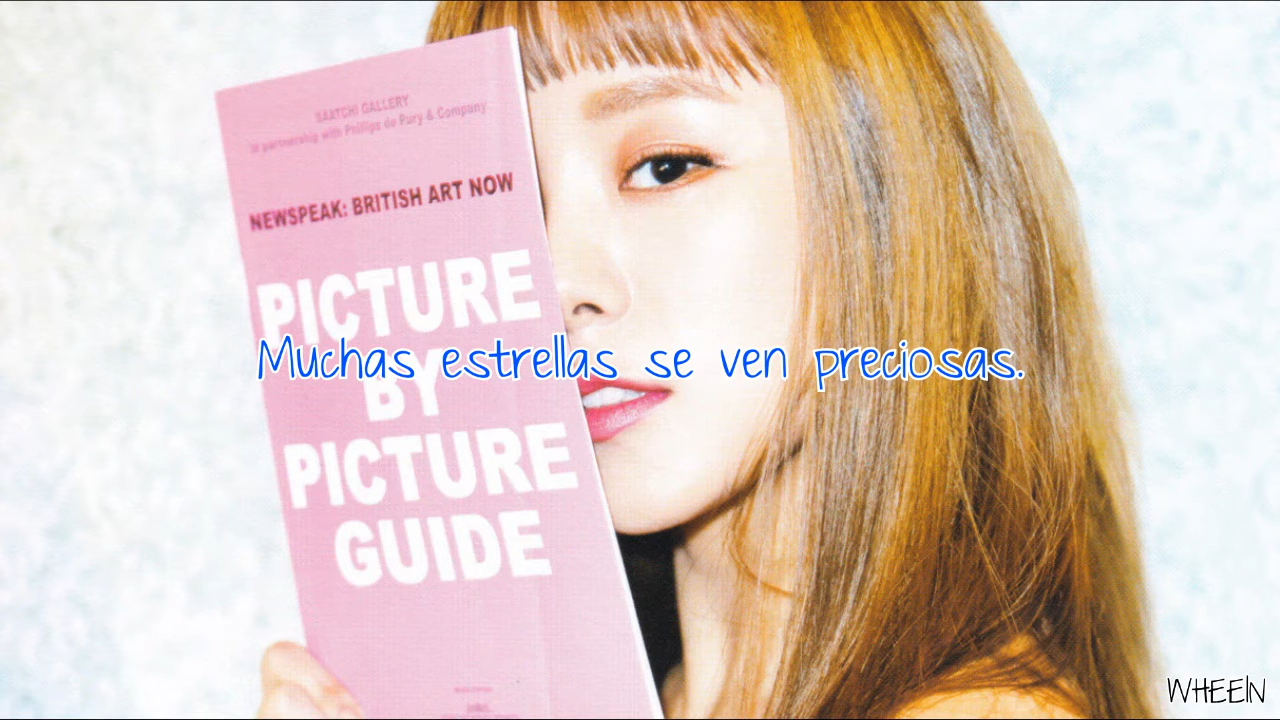 SAATCHI GALLERY
in partnership with Phillips de Pury & Company
NEWSPEAK: BRITISH ART NOW
PICTURE
Muchas estrellas se ven preciosas.
BY
PICTURE
GUIDE
WHEEIN